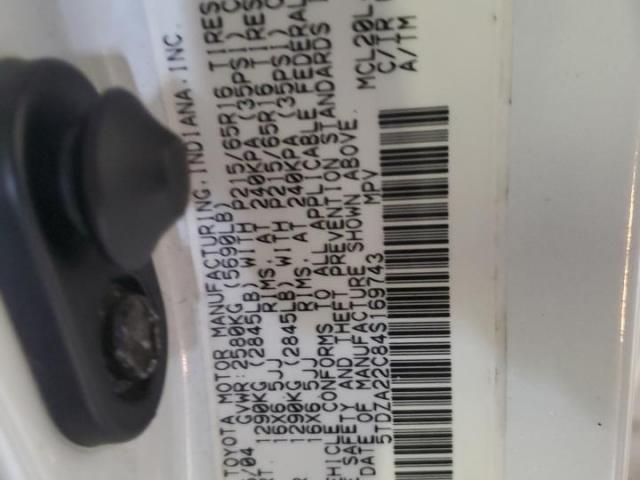 TOYOTA MOTOR MANUFACTURING, INDIANA, INC.
/04 GVWR: 2580KG (5690LB)
1290KG (2845LB) WITH P215/65R16 TIRES
16X6.5JJ RIMS, AT 240KPA (35PSI) C
1290KG (2845LB) WITH P215/65R16 TIRES
16X6.5JJ RIMS, AT 240KPA (35PSI) C
VEHICLE CONFORMS TO ALL APPLICABLE FEDERAL
SAFETY AND THEFT PREVENTION STANDARDS
DATE OF MANUFACTURE SHOWN ABOVE.
5TDZA22C84S169743 MPV
MCL20L
C/TR
A/TM